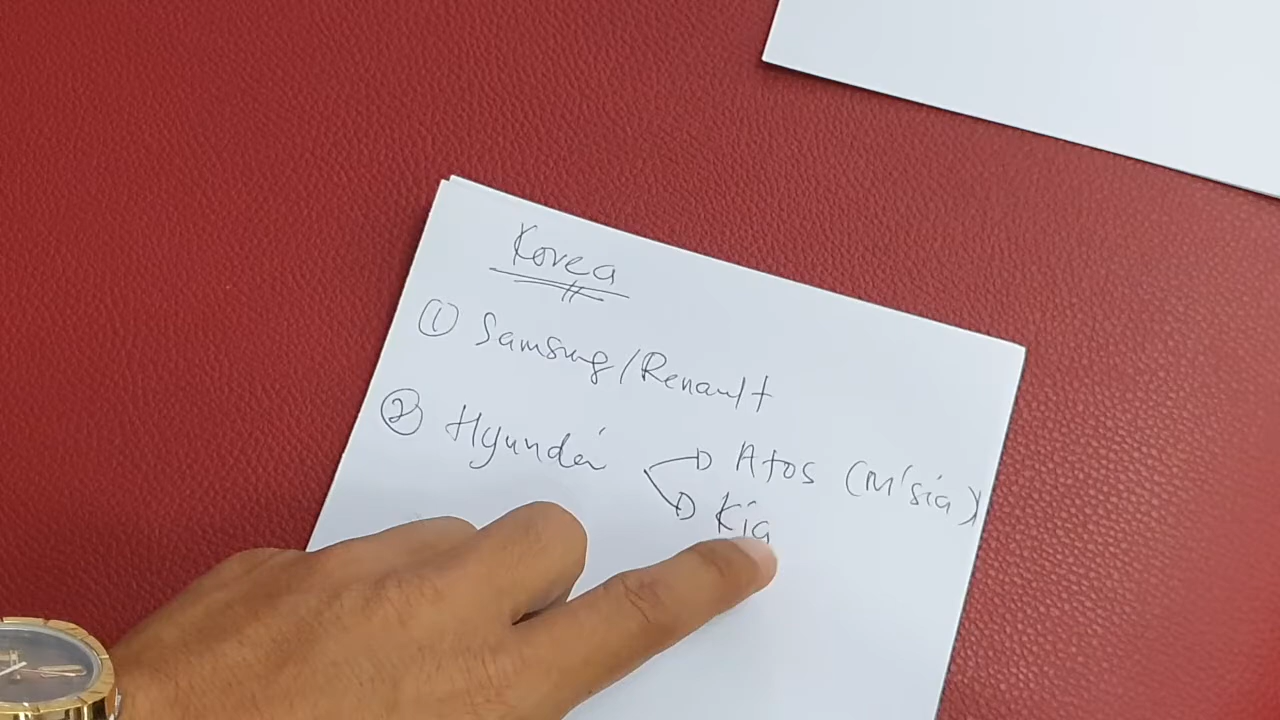 Korea
① Samsung/Renault
② Hyundai → Atos (M'sia)
→ Kia